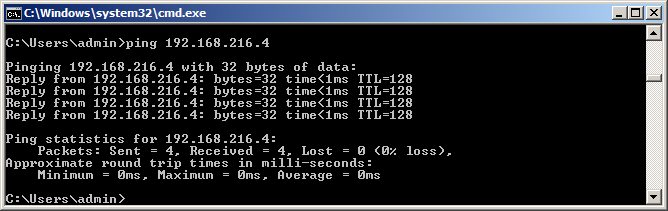 C:\Windows\system32\cmd.exe
C:\Users\admin>ping 192.168.216.4
Pinging 192.168.216.4 with 32 bytes of data:
Reply from 192.168.216.4: bytes=32 time<1ms TTL=128
Reply from 192.168.216.4: bytes=32 time<1ms TTL=128
Reply from 192.168.216.4: bytes=32 time<1ms TTL=128
Reply from 192.168.216.4: bytes=32 time<1ms TTL=128
Ping statistics for 192.168.216.4:
    Packets: Sent = 4, Received = 4, Lost = 0 (0% loss),
Approximate round trip times in milli-seconds:
    Minimum = 0ms, Maximum = 0ms, Average = 0ms
C:\Users\admin>